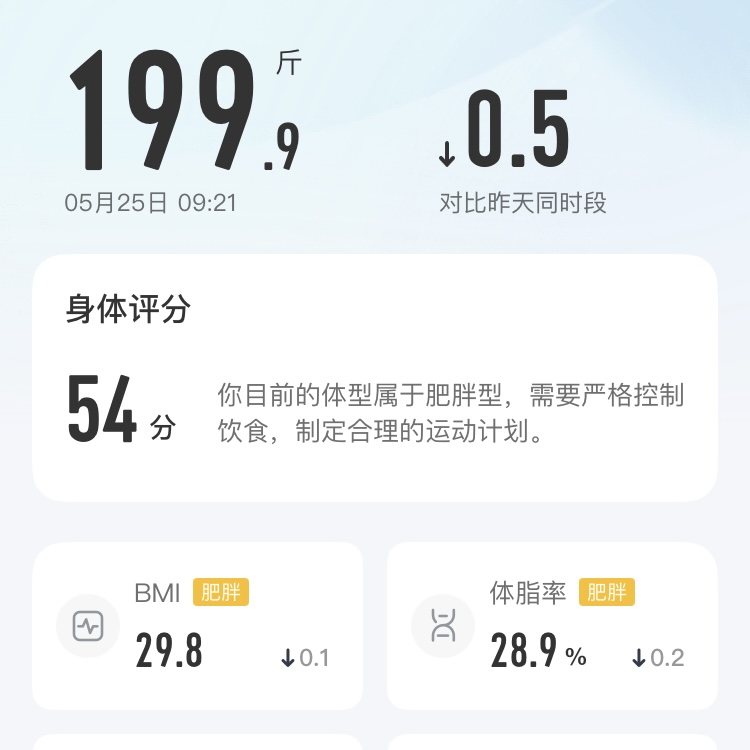 199.9 斤
↓0.5
05月25日 09:21
对比昨天同时段
身体评分
54 分
你目前的体型属于肥胖型，需要严格控制
饮食，制定合理的运动计划。
BMI 肥胖
29.8 ↓0.1
体脂率 肥胖
28.9 % ↓0.2